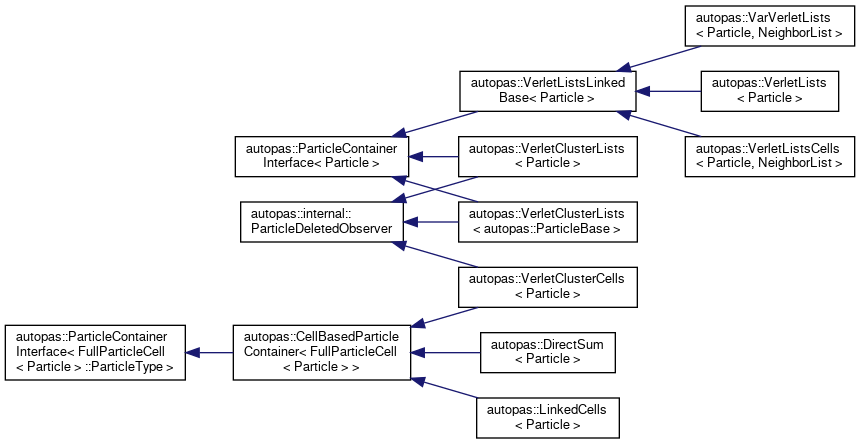 autopas::VarVerletLists
< Particle, NeighborList >
autopas::VerletListsLinked
Base< Particle >
autopas::VerletLists
< Particle >
autopas::ParticleContainer
Interface< Particle >
autopas::VerletClusterLists
< Particle >
autopas::VerletListsCells
< Particle, NeighborList >
autopas::internal::
ParticleDeletedObserver
autopas::VerletClusterLists
< autopas::ParticleBase >
autopas::VerletClusterCells
< Particle >
autopas::ParticleContainer
Interface< FullParticleCell
< Particle > ::ParticleType >
autopas::CellBasedParticle
Container< FullParticleCell
< Particle > >
autopas::DirectSum
< Particle >
autopas::LinkedCells
< Particle >